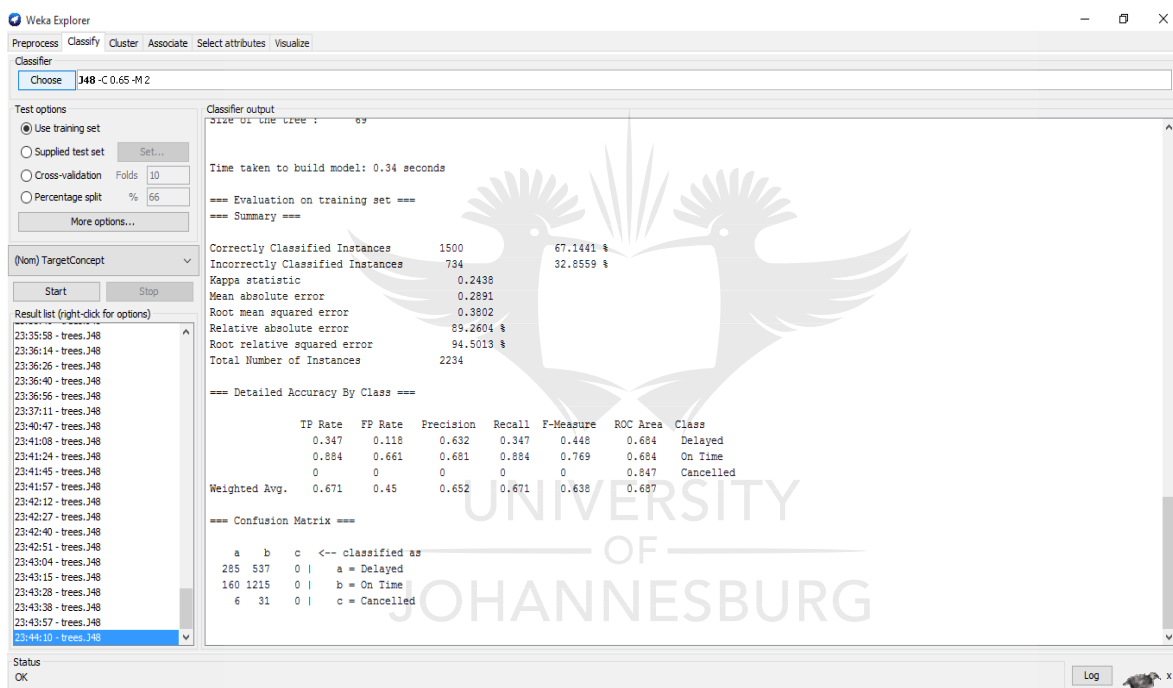 Weka Explorer
Preprocess Classify Cluster Associate Select attributes Visualize
Classifier
Choose J48 -C 0.65 -M 2
Test options
Use training set
Supplied test set Set...
Cross-validation Folds 10
Percentage split % 66
More options...
(Nom) TargetConcept
Start Stop
Result list (right-click for options)
23:35:58 - trees.J48
23:36:14 - trees.J48
23:36:26 - trees.J48
23:36:40 - trees.J48
23:36:56 - trees.J48
23:37:11 - trees.J48
23:40:47 - trees.J48
23:41:08 - trees.J48
23:41:24 - trees.J48
23:41:45 - trees.J48
23:41:57 - trees.J48
23:42:12 - trees.J48
23:42:27 - trees.J48
23:42:40 - trees.J48
23:42:51 - trees.J48
23:43:04 - trees.J48
23:43:15 - trees.J48
23:43:28 - trees.J48
23:43:38 - trees.J48
23:43:57 - trees.J48
23:44:10 - trees.J48
Classifier output
Size of the tree : 69
Time taken to build model: 0.34 seconds
=== Evaluation on training set ===
=== Summary ===
Correctly Classified Instances 1500 67.1441 %
Incorrectly Classified Instances 734 32.8559 %
Kappa statistic 0.2438
Mean absolute error 0.2891
Root mean squared error 0.3802
Relative absolute error 89.2604 %
Root relative squared error 94.5013 %
Total Number of Instances 2234
=== Detailed Accuracy By Class ===
TP Rate FP Rate Precision Recall F-Measure ROC Area Class
0.347 0.118 0.632 0.347 0.448 0.684 Delayed
0.884 0.661 0.681 0.884 0.769 0.684 On Time
0 0 0 0 0 0.847 Cancelled
Weighted Avg. 0.671 0.45 0.652 0.671 0.638 0.687
=== Confusion Matrix ===
a b c <-- classified as
285 537 0 | a = Delayed
160 1215 0 | b = On Time
6 31 0 | c = Cancelled
UNIVERSITY
OF
JOHANNESBURG
Status
OK
Log
x